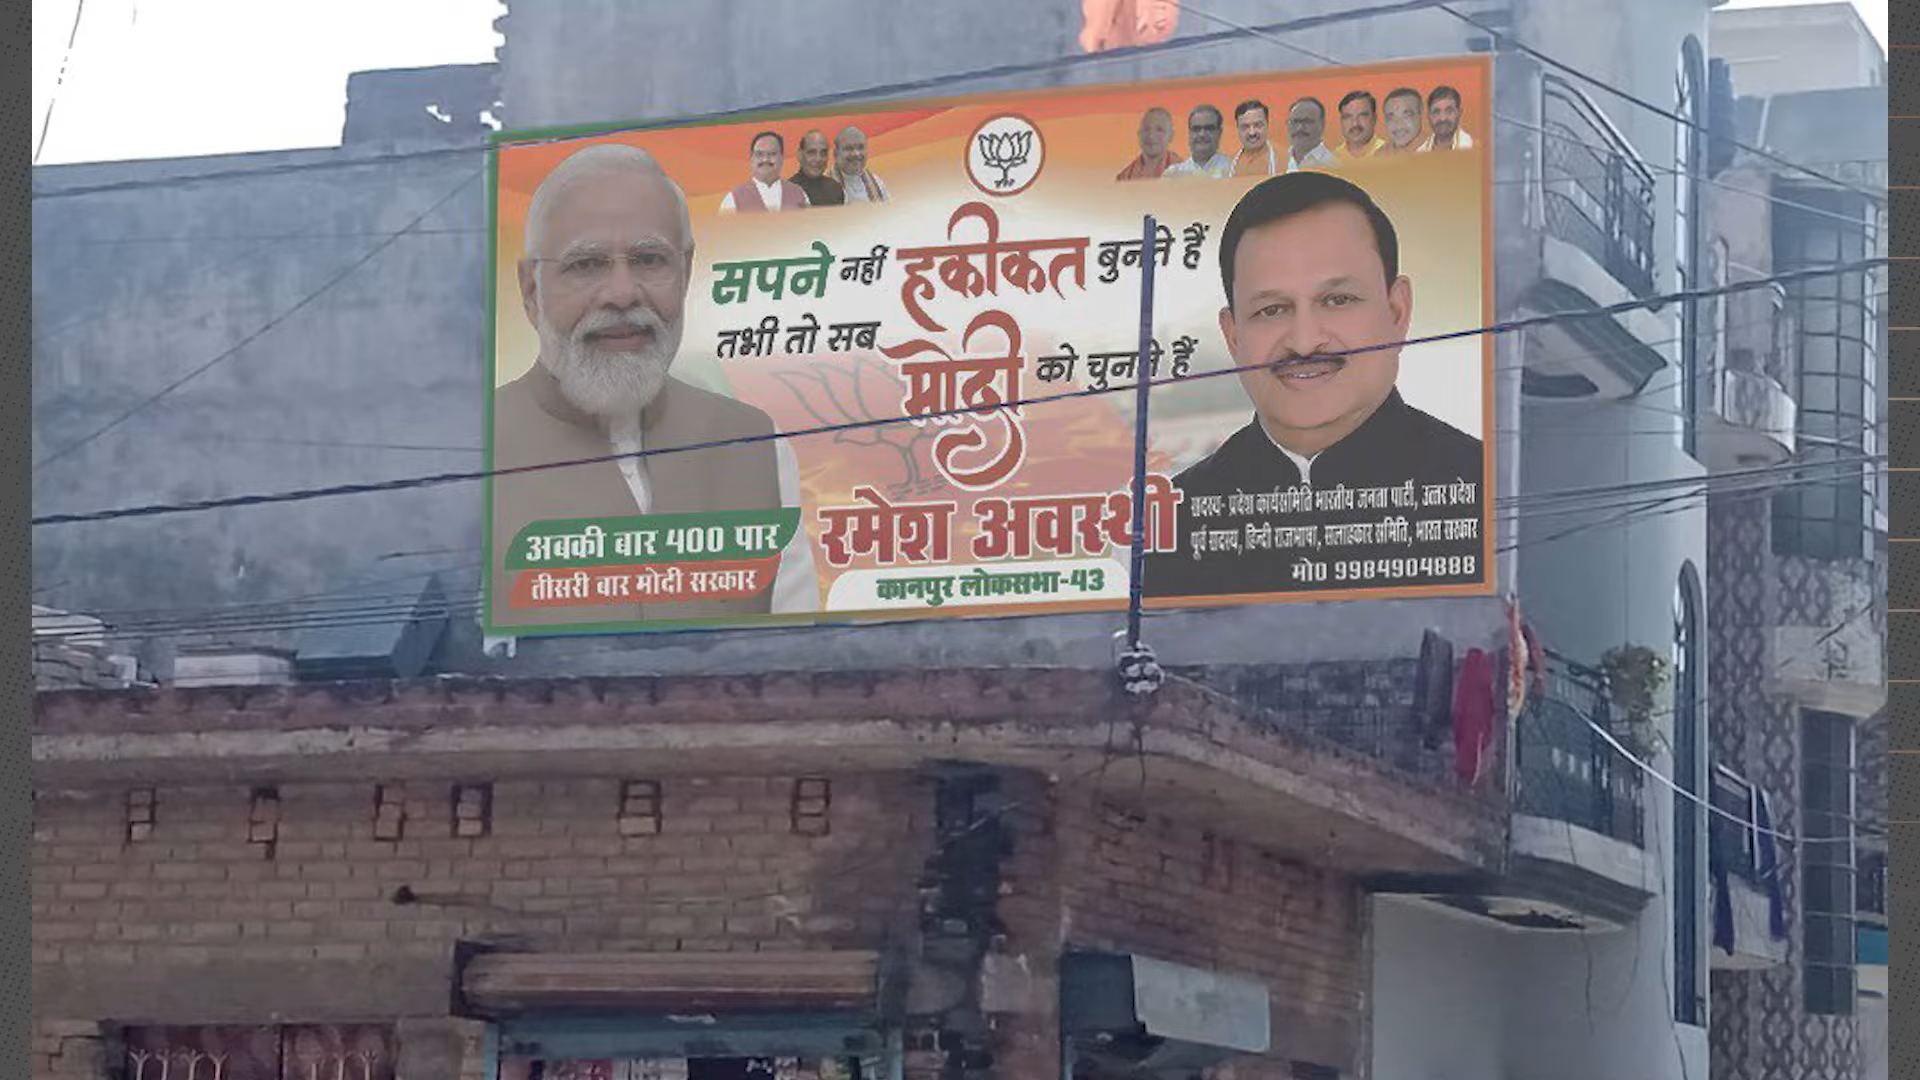 सपने नहीं हकीकत बुनते हैं
तभी तो सब मोदी को चुनते हैं
रमेश अवस्थी
कानपुर लोकसभा-43
अबकी बार 400 पार
तीसरी बार मोदी सरकार
सदस्य- प्रदेश कार्यसमिति भारतीय जनता पार्टी, उत्तर प्रदेश
पूर्व सदस्य, हिन्दी राजभाषा, सलाहकार समिति, भारत सरकार
मो0 9984904888